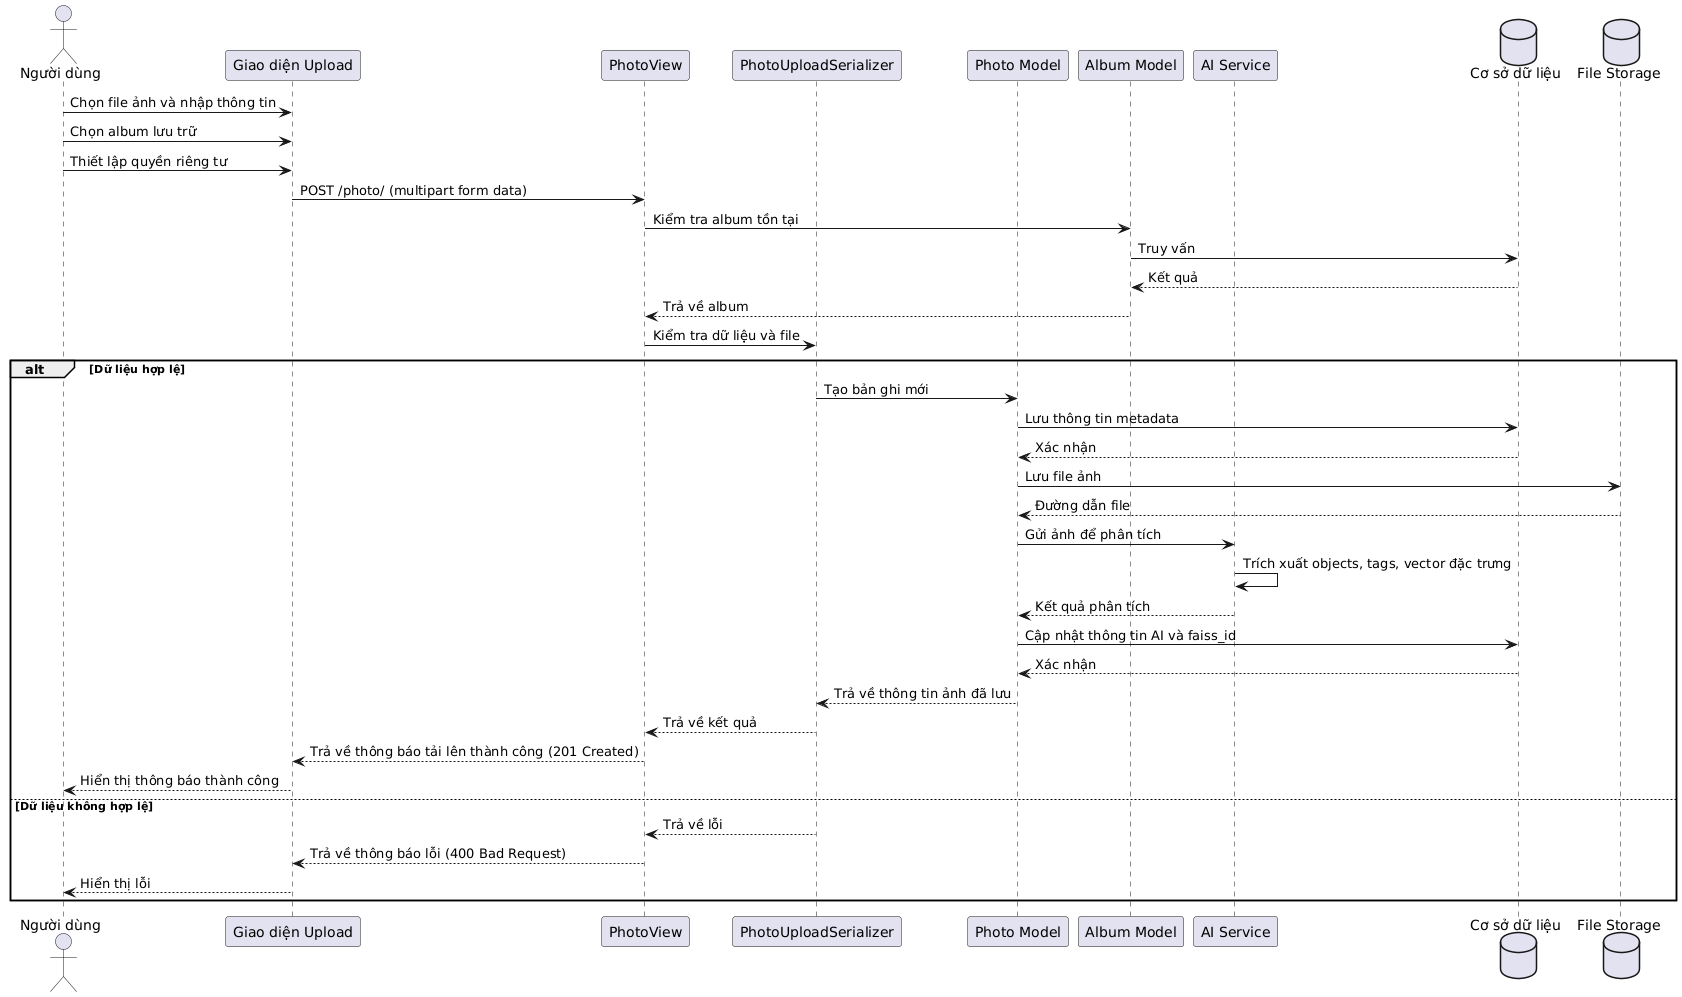 Người dùng
Giao diện Upload
PhotoView
PhotoUploadSerializer
Photo Model
Album Model
AI Service
Cơ sở dữ liệu
File Storage
Chọn file ảnh và nhập thông tin
Chọn album lưu trữ
Thiết lập quyền riêng tư
POST /photo/ (multipart form data)
Kiểm tra album tồn tại
Truy vấn
Kết quả
Trả về album
Kiểm tra dữ liệu và file
alt [Dữ liệu hợp lệ]
Tạo bản ghi mới
Lưu thông tin metadata
Xác nhận
Lưu file ảnh
Đường dẫn file
Gửi ảnh để phân tích
Trích xuất objects, tags, vector đặc trưng
Kết quả phân tích
Cập nhật thông tin AI và faiss_id
Xác nhận
Trả về thông tin ảnh đã lưu
Trả về kết quả
Trả về thông báo tải lên thành công (201 Created)
Hiển thị thông báo thành công
[Dữ liệu không hợp lệ]
Trả về lỗi
Trả về thông báo lỗi (400 Bad Request)
Hiển thị lỗi
Người dùng
Giao diện Upload
PhotoView
PhotoUploadSerializer
Photo Model
Album Model
AI Service
Cơ sở dữ liệu
File Storage